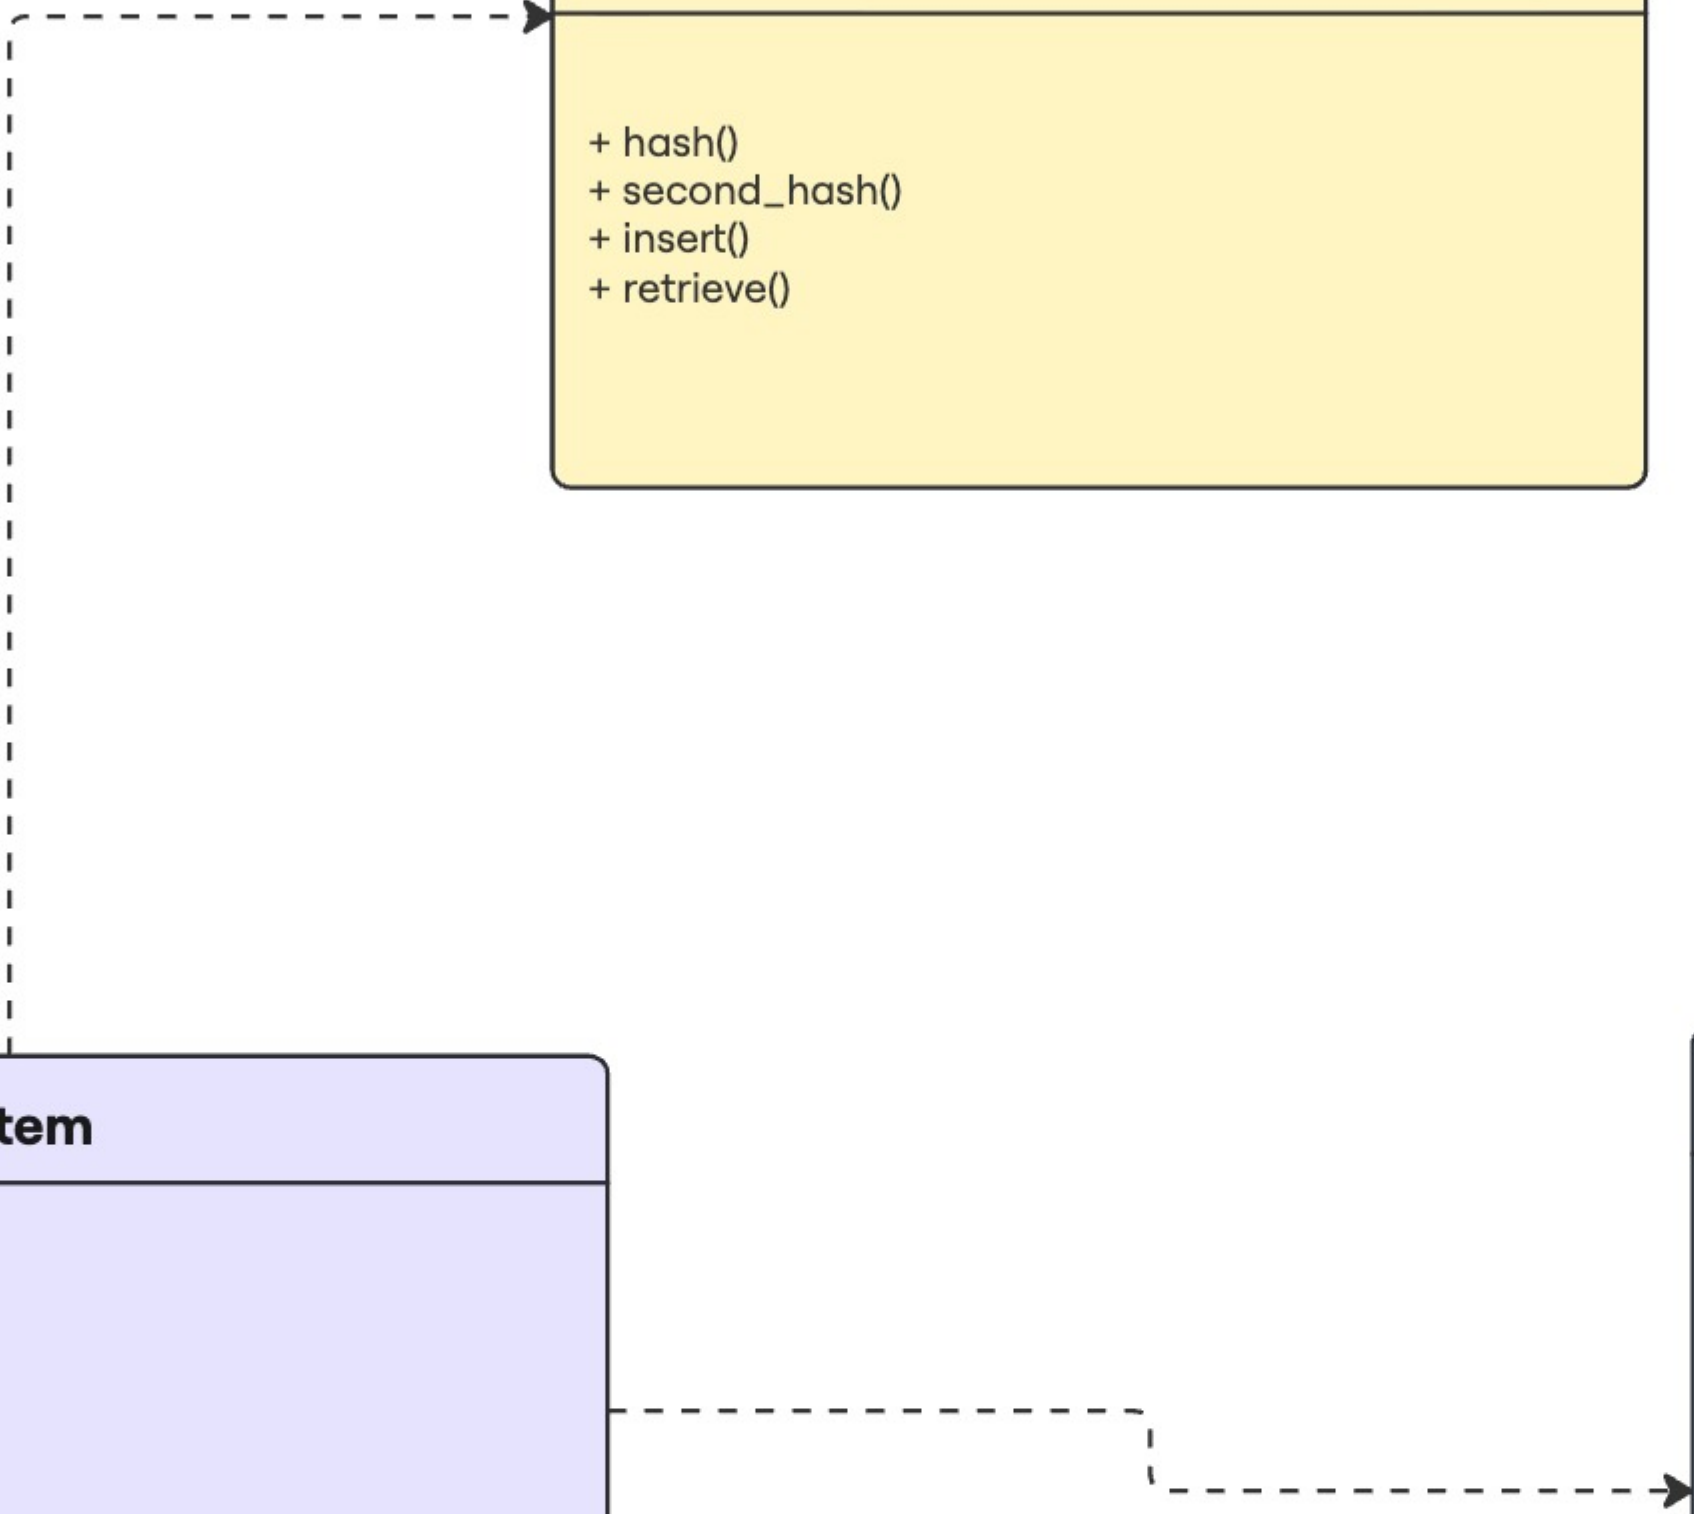 + hash()
+ second_hash()
+ insert()
+ retrieve()
tem